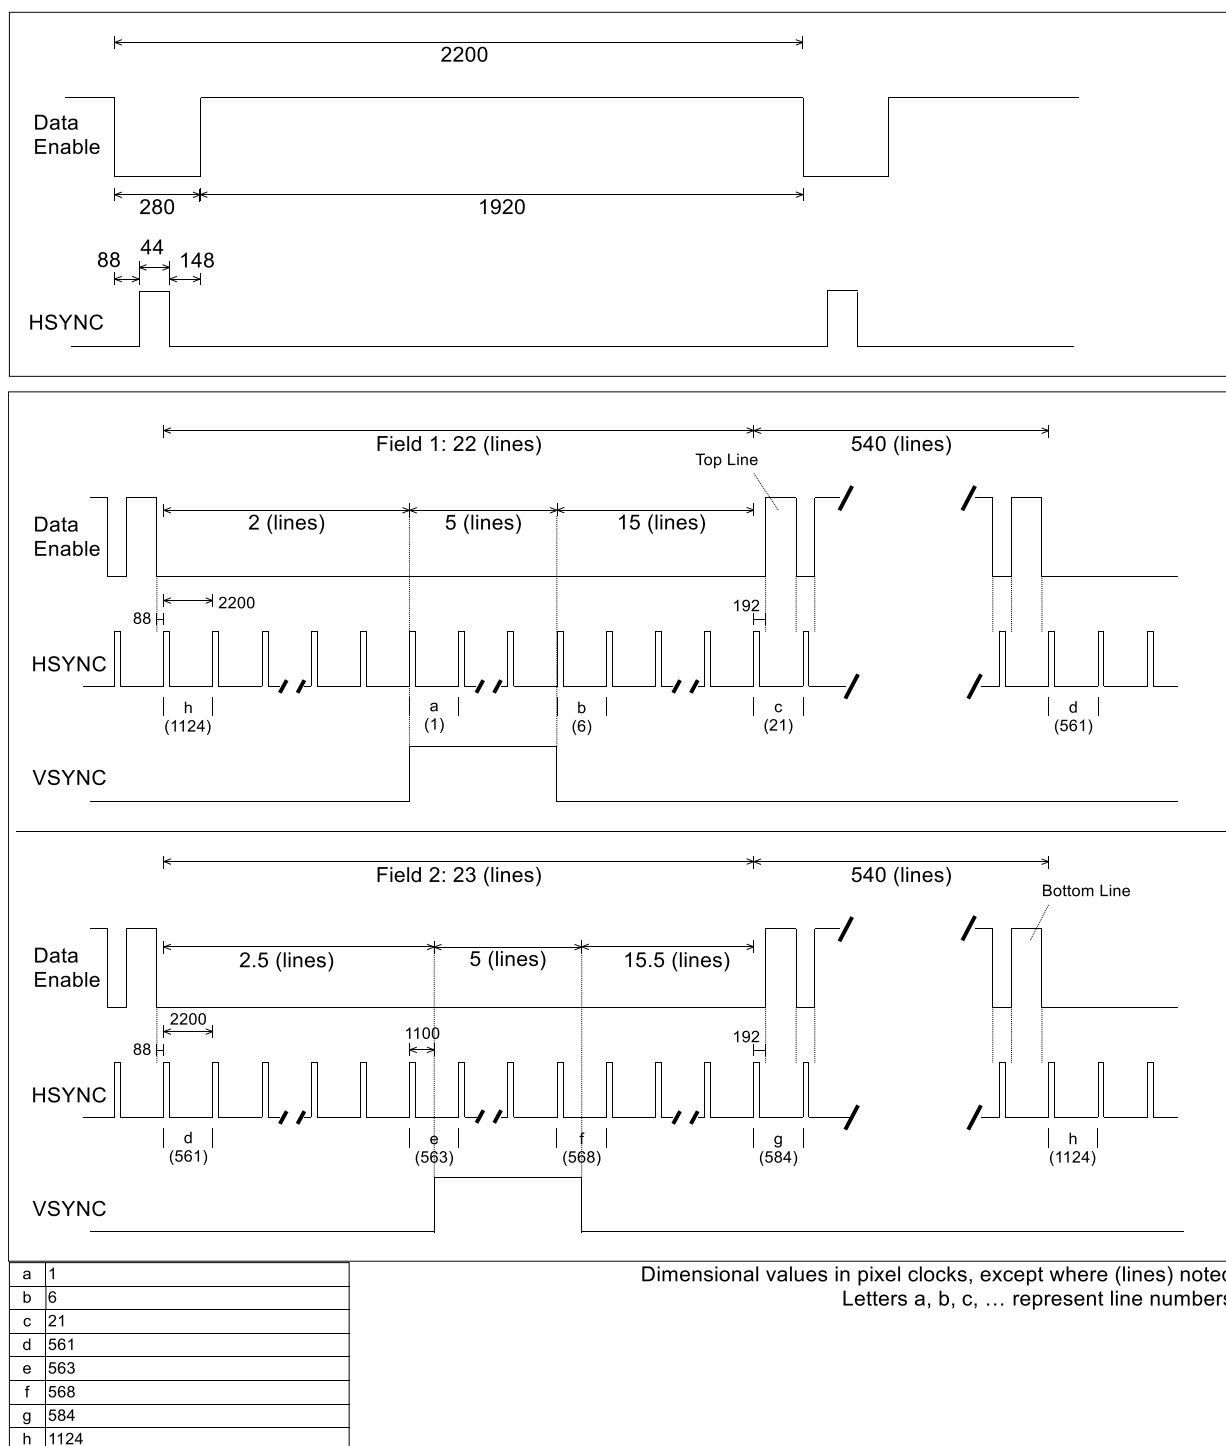 2200
Data
Enable
280 1920
44
88 148
HSYNC
Field 1: 22 (lines) 540 (lines)
Top Line
Data
Enable
2 (lines) 5 (lines) 15 (lines)
88 2200 192
HSYNC
h a b c d
(1124) (1) (6) (21) (561)
VSYNC
Field 2: 23 (lines) 540 (lines)
Bottom Line
Data
Enable
2.5 (lines) 5 (lines) 15.5 (lines)
2200
88 1100 192
HSYNC
d e f g h
(561) (563) (568) (584) (1124)
VSYNC
Dimensional values in pixel clocks, except where (lines) noted
Letters a, b, c, … represent line numbers
a 1
b 6
c 21
d 561
e 563
f 568
g 584
h 1124